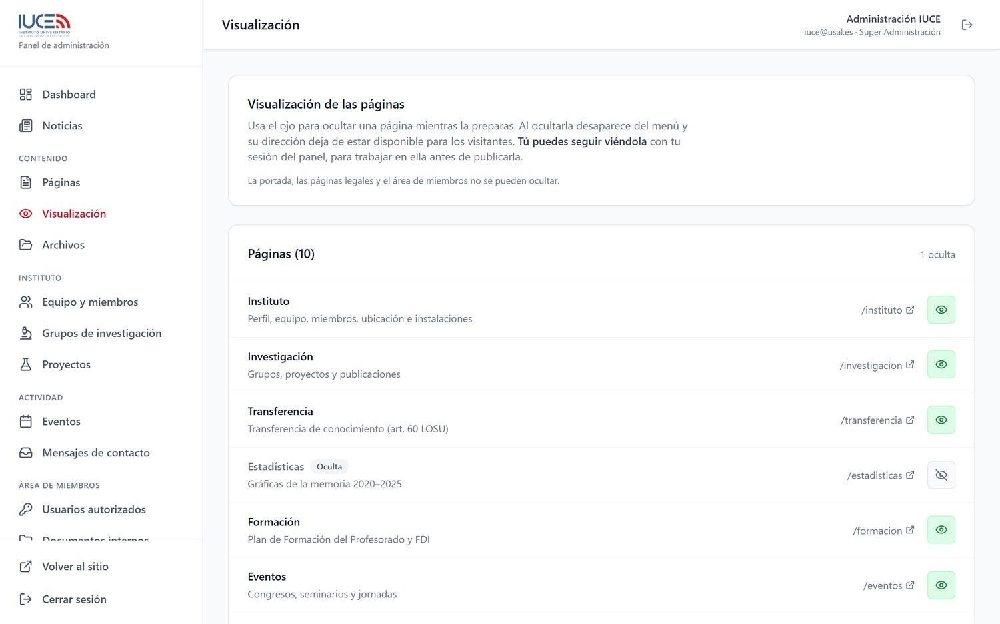 IUCE
INSTITUTO UNIVERSITARIO
DE CIENCIAS DE LA EDUCACIÓN
Panel de administración
Dashboard
Noticias
CONTENIDO
Páginas
Visualización
Archivos
INSTITUTO
Equipo y miembros
Grupos de investigación
Proyectos
ACTIVIDAD
Eventos
Mensajes de contacto
ÁREA DE MIEMBROS
Usuarios autorizados
Documentos internos
Volver al sitio
Cerrar sesión
Visualización
Administración IUCE
iuce@usal.es · Super Administración
Visualización de las páginas
Usa el ojo para ocultar una página mientras la preparas. Al ocultarla desaparece del menú y
su dirección deja de estar disponible para los visitantes. Tú puedes seguir viéndola con tu
sesión del panel, para trabajar en ella antes de publicarla.
La portada, las páginas legales y el área de miembros no se pueden ocultar.
Páginas (10)
1 oculta
Instituto
Perfil, equipo, miembros, ubicación e instalaciones
/instituto
Investigación
Grupos, proyectos y publicaciones
/investigacion
Transferencia
Transferencia de conocimiento (art. 60 LOSU)
/transferencia
Estadísticas Oculta
Gráficas de la memoria 2020–2025
/estadisticas
Formación
Plan de Formación del Profesorado y FDI
/formacion
Eventos
Congresos, seminarios y jornadas
/eventos